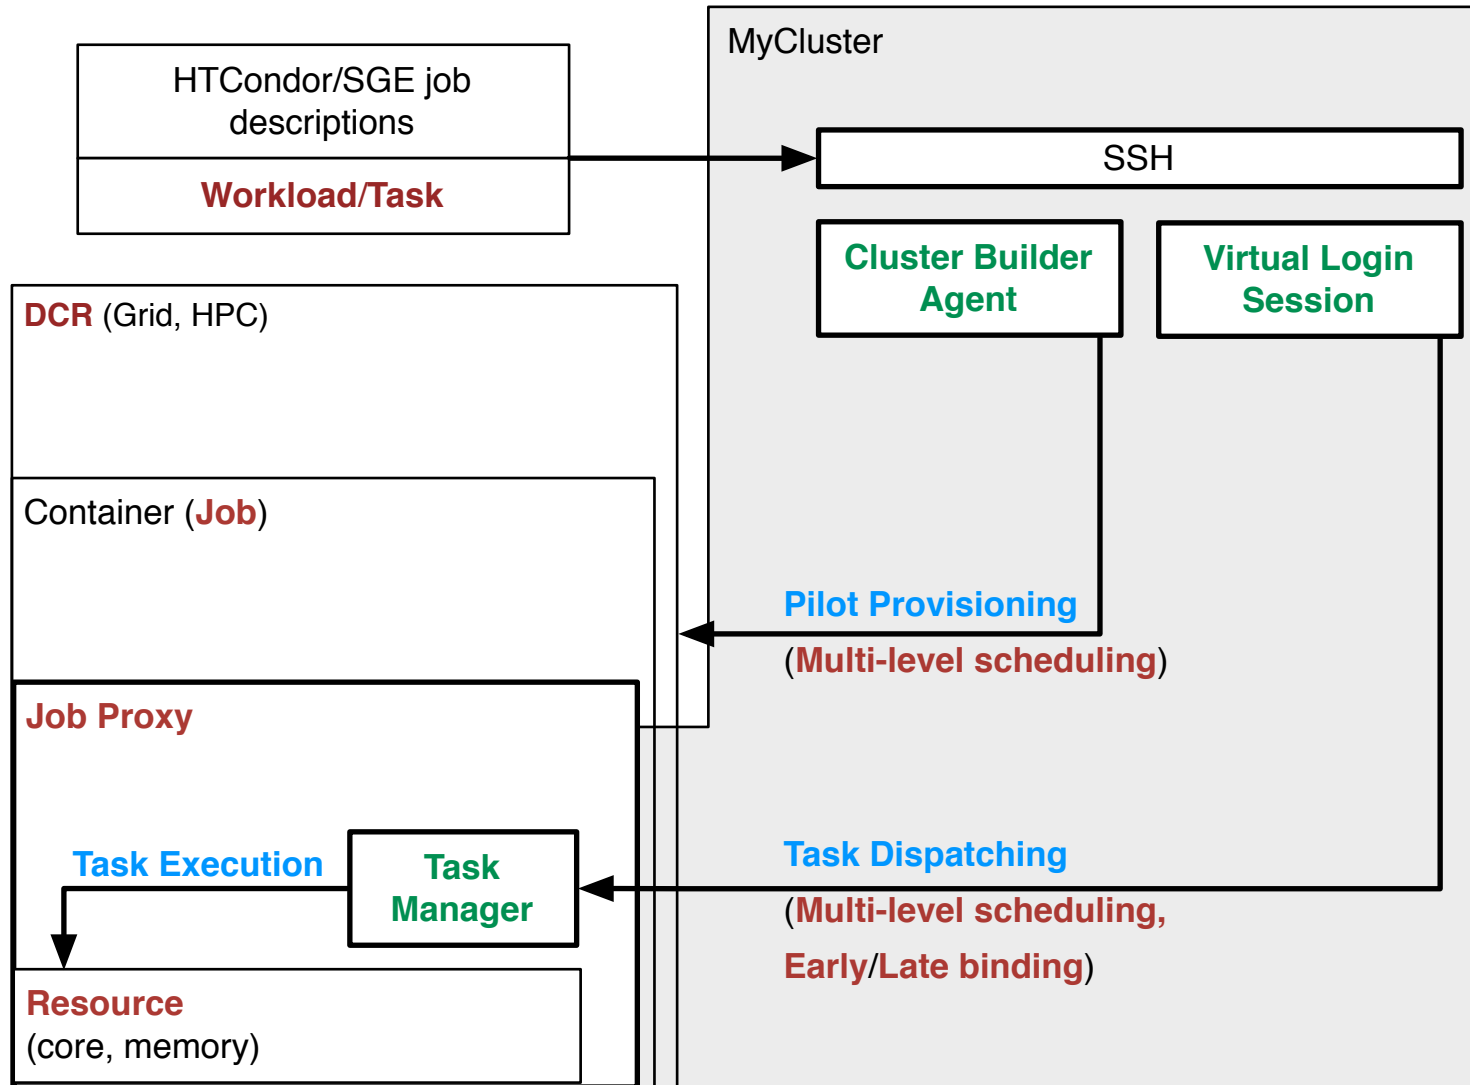 MyCluster
HTCondor/SGE job
descriptions
Workload/Task
SSH
Cluster Builder
Agent
Virtual Login
Session
DCR (Grid, HPC)
Container (Job)
Pilot Provisioning
(Multi-level scheduling)
Job Proxy
Task Execution
Task
Manager
Task Dispatching
(Multi-level scheduling,
Early/Late binding)
Resource
(core, memory)